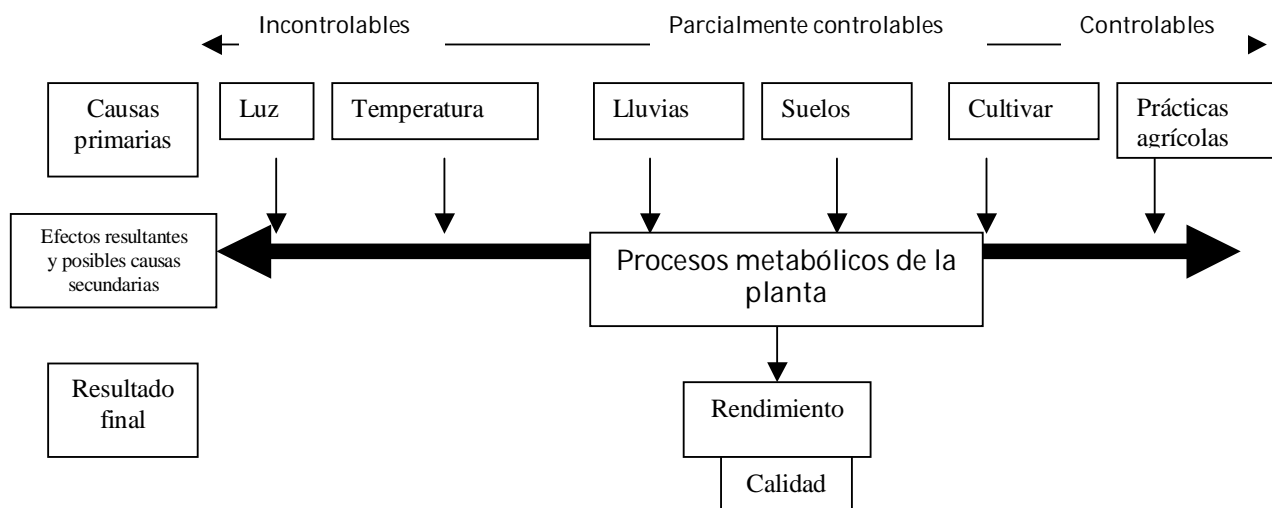 Incontrolables
Parcialmente controlables
Controlables
Causas
primarias
Luz
Temperatura
Lluvias
Suelos
Cultivar
Prácticas
agrícolas
Efectos resultantes
y posibles causas
secundarias
Procesos metabólicos de la
planta
Resultado
final
Rendimiento
Calidad